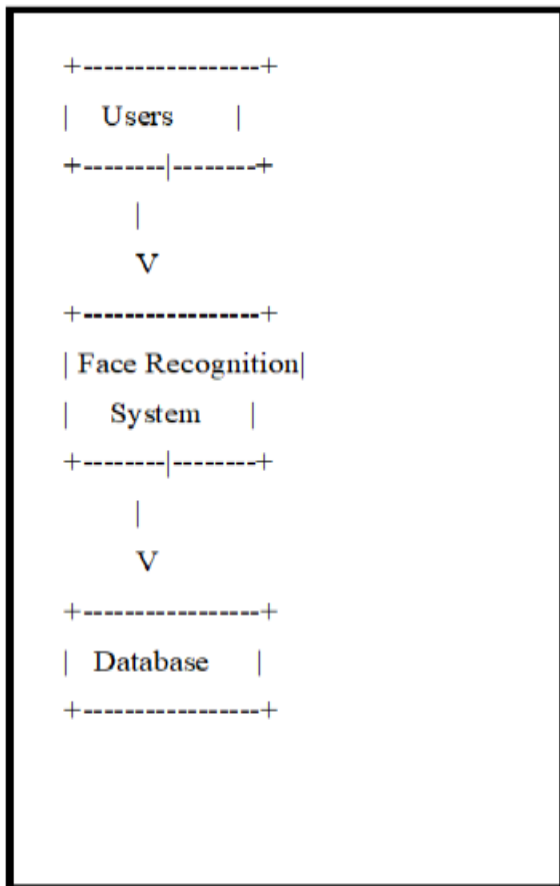 +-----------------+
|    Users        |
+--------|--------+
         |
         V
+-----------------+
| Face Recognition|
|     System      |
+--------|--------+
         |
         V
+-----------------+
|   Database      |
+-----------------+